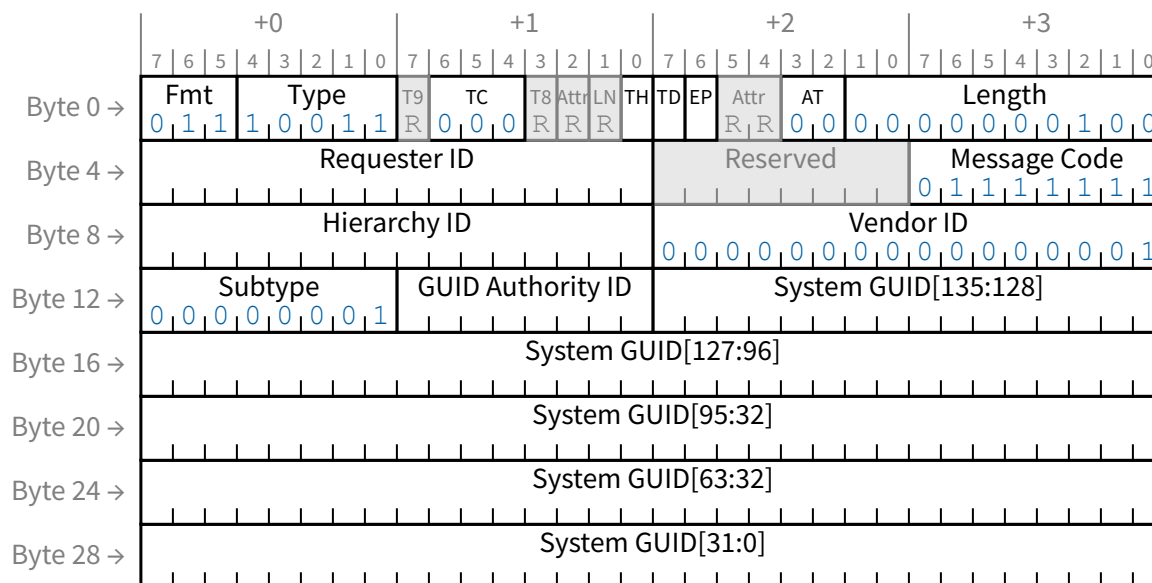 +0 +1 +2 +3
7 6 5 4 3 2 1 0 7 6 5 4 3 2 1 0 7 6 5 4 3 2 1 0 7 6 5 4 3 2 1 0
Byte 0 → Fmt Type T9 TC T8 Attr LN TH TD EP Attr AT Length
0 1 1 1 0 0 1 1 R 0 0 0 R R R R R 0 0 0 0 0 0 0 0 0 1 0 0
Byte 4 → Requester ID Reserved Message Code
0 1 1 1 1 1 1 1
Byte 8 → Hierarchy ID Vendor ID
0 0 0 0 0 0 0 0 0 0 0 0 0 0 0 1
Byte 12 → Subtype GUID Authority ID System GUID[135:128]
0 0 0 0 0 0 0 1
Byte 16 → System GUID[127:96]
Byte 20 → System GUID[95:32]
Byte 24 → System GUID[63:32]
Byte 28 → System GUID[31:0]